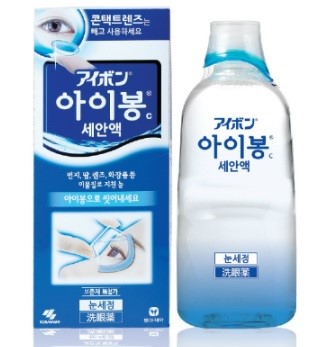 콘택트렌즈는
빼고 사용하세요
アイボン®
아이봉 c
세안액
먼지, 땀, 렌즈, 화장품 등
이물질로 지친 눈
아이봉으로 씻어내세요
눈세정
洗眼薬
アイボン®
아이봉 c
세안액
눈세정
洗眼薬